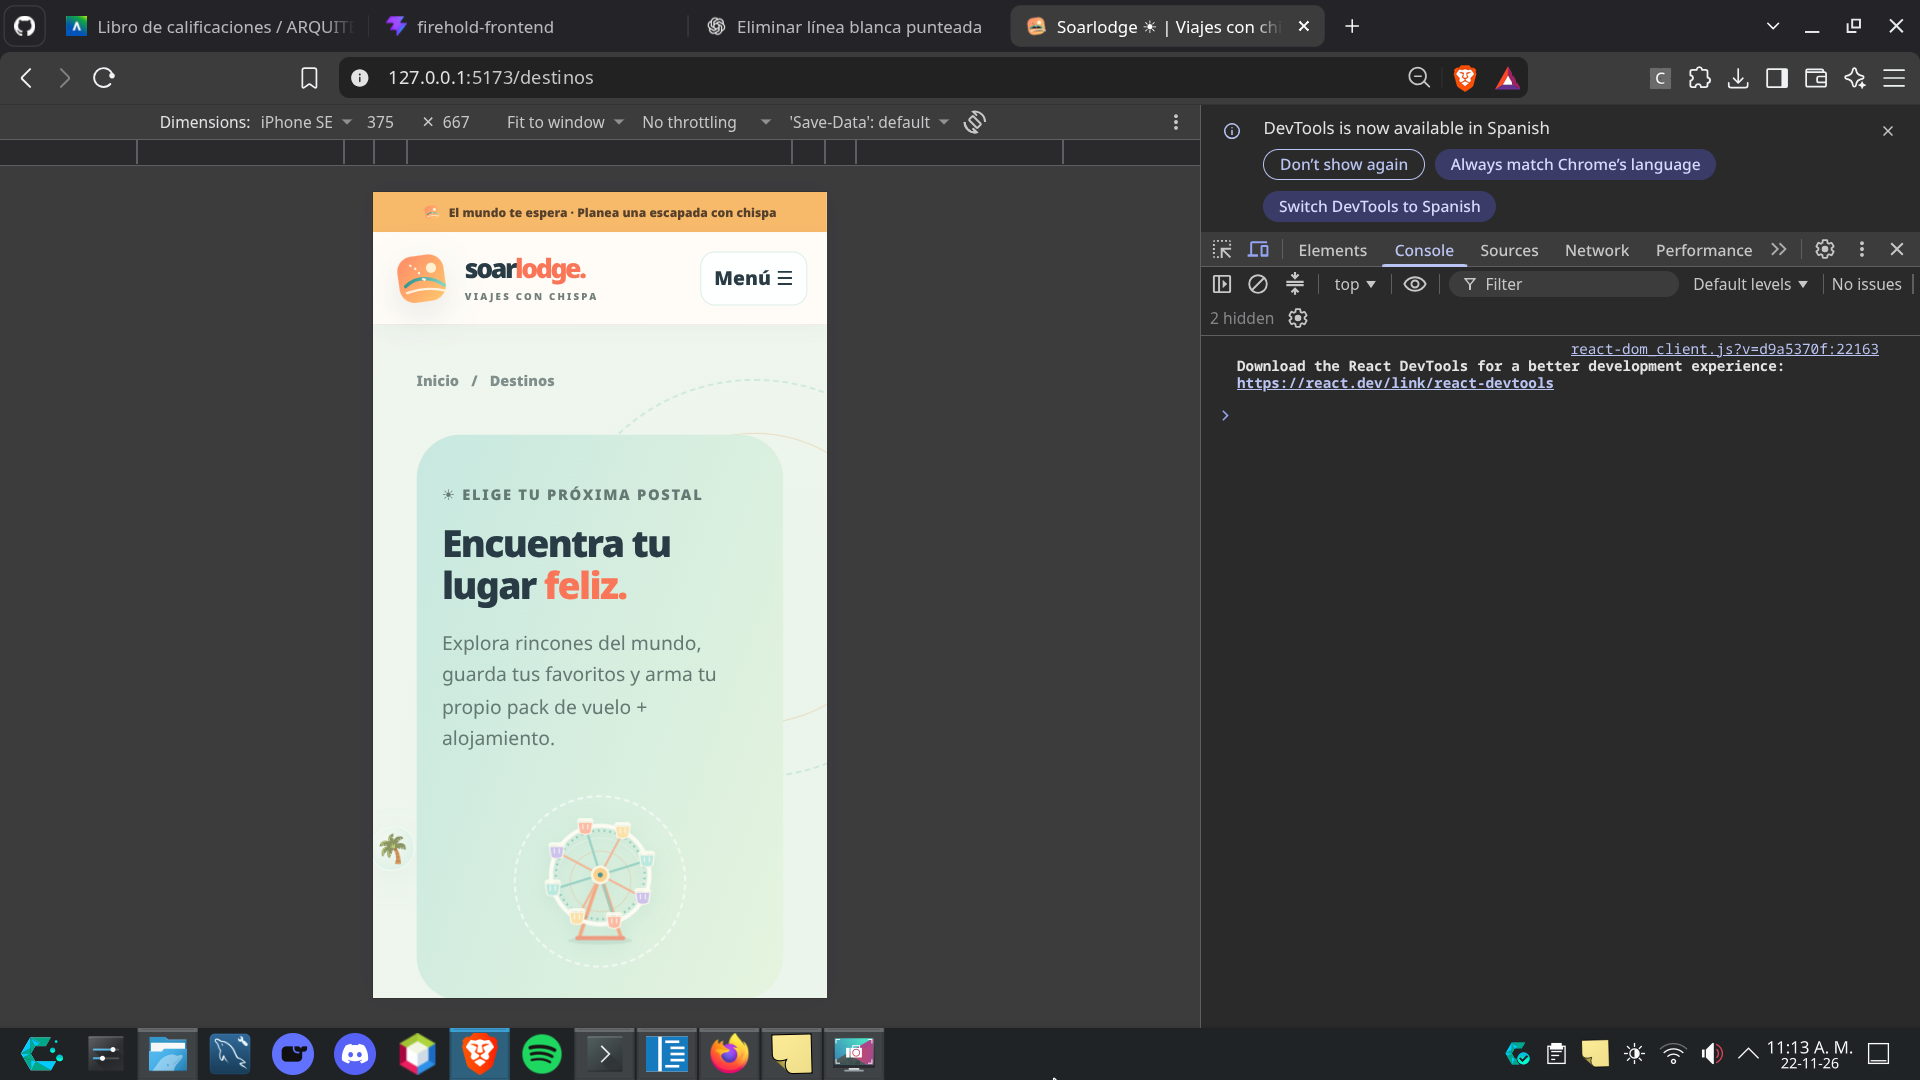 Libro de calificaciones / ARQUITE
firehold-frontend
Eliminar línea blanca punteada
Soarlodge ☀ | Viajes con chi
127.0.0.1:5173/destinos
C
Dimensions: iPhone SE 375 × 667 Fit to window No throttling 'Save-Data': default
El mundo te espera · Planea una escapada con chispa
soarlodge.
VIAJES CON CHISPA
Menú ☰
Inicio / Destinos
☀ ELIGE TU PRÓXIMA POSTAL
Encuentra tu
lugar feliz.
Explora rincones del mundo,
guarda tus favoritos y arma tu
propio pack de vuelo +
alojamiento.
DevTools is now available in Spanish
Don't show again
Always match Chrome's language
Switch DevTools to Spanish
Elements Console Sources Network Performance
top Filter Default levels No issues
2 hidden
react-dom_client.js?v=d9a5370f:22163
Download the React DevTools for a better development experience:
https://react.dev/link/react-devtools
11:13 A. M.
22-11-26